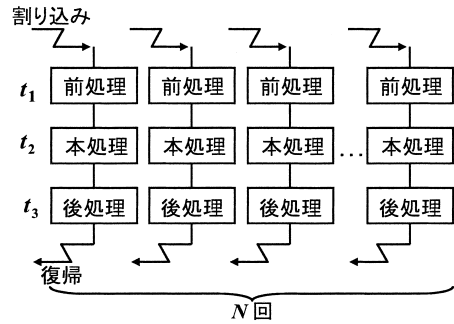 割り込み
t1 前処理 前処理 前処理 前処理
t2 本処理 本処理 本処理 … 本処理
t3 後処理 後処理 後処理 後処理
復帰
N回